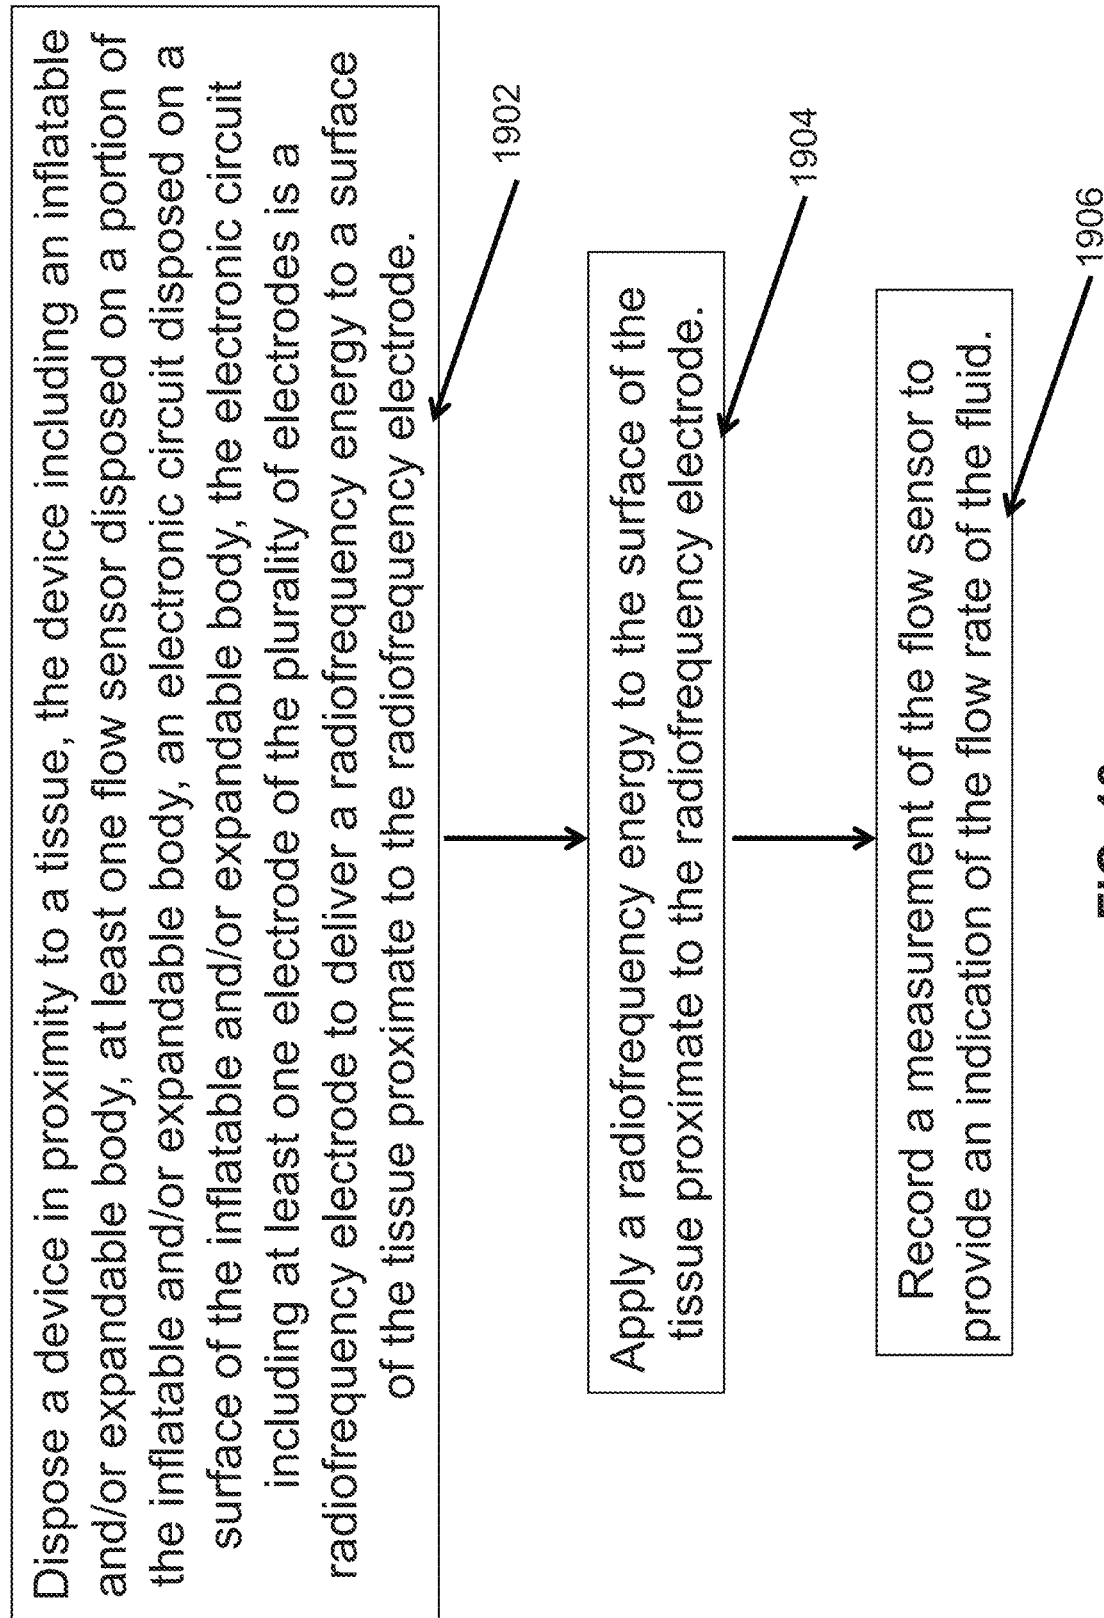 Dispose a device in proximity to a tissue, the device including an inflatable
and/or expandable body, at least one flow sensor disposed on a portion of
the inflatable and/or expandable body, an electronic circuit disposed on a
surface of the inflatable and/or expandable body, the electronic circuit
including at least one electrode of the plurality of electrodes is a
radiofrequency electrode to deliver a radiofrequency energy to a surface
of the tissue proximate to the radiofrequency electrode.
1902
Apply a radiofrequency energy to the surface of the
tissue proximate to the radiofrequency electrode.
1904
Record a measurement of the flow sensor to
provide an indication of the flow rate of the fluid.
1906